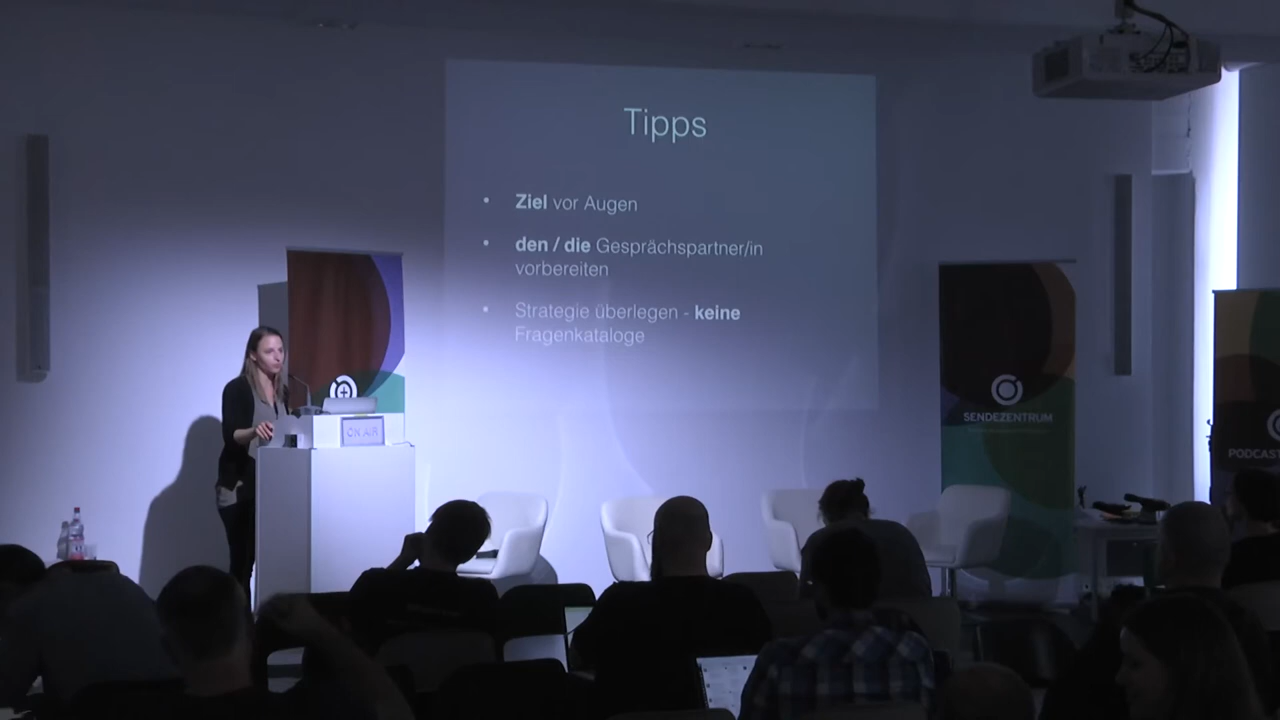 Tipps
• Ziel vor Augen
• den / die Gesprächspartner/in
vorbereiten
• Strategie überlegen - keine
Fragenkataloge
ON AIR
SENDEZENTRUM
PODCAST